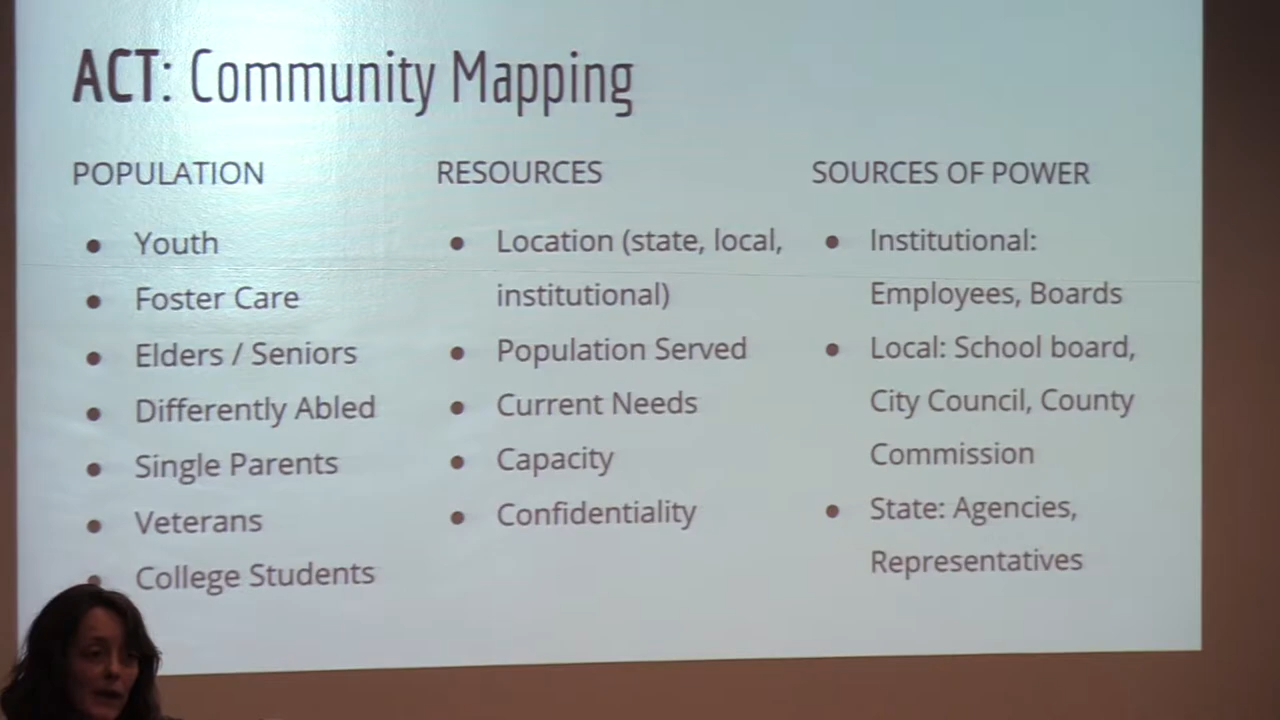 ACT: Community Mapping
POPULATION
● Youth
● Foster Care
● Elders / Seniors
● Differently Abled
● Single Parents
● Veterans
● College Students
RESOURCES
● Location (state, local,
institutional)
● Population Served
● Current Needs
● Capacity
● Confidentiality
SOURCES OF POWER
● Institutional:
Employees, Boards
● Local: School board,
City Council, County
Commission
● State: Agencies,
Representatives